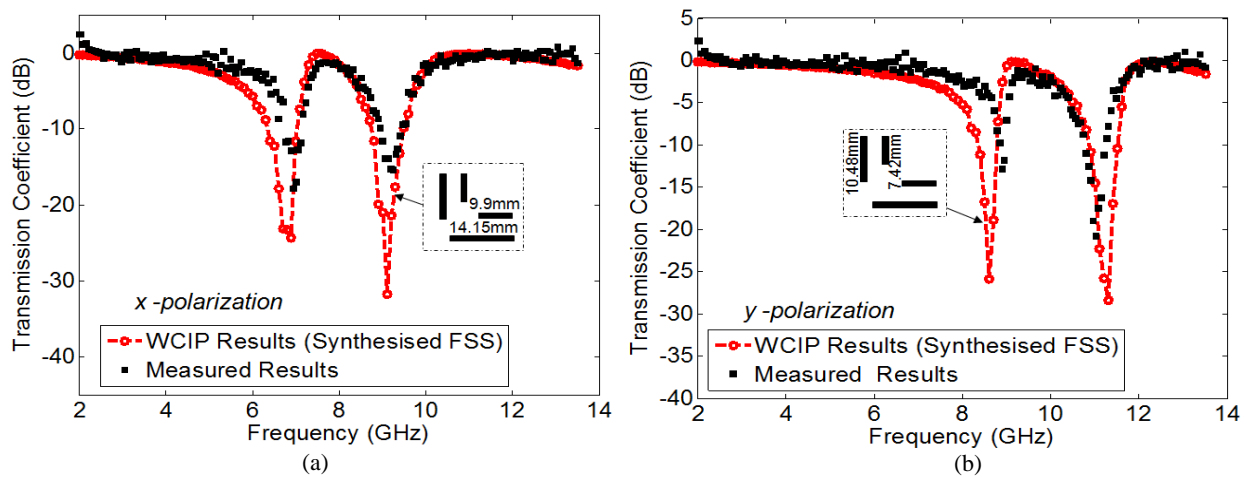 0
-10
-20
-30
-40
Transmission Coefficient (dB)
9.9mm
14.15mm
x -polarization
WCIP Results (Synthesised FSS)
Measured Results
2 4 6 8 10 12 14
Frequency (GHz)
(a)
5
0
-5
-10
-15
-20
-25
-30
-35
-40
Transmission Coefficient (dB)
10.48mm
7.42mm
y -polarization
WCIP Results (Synthesised FSS)
Measured Results
2 4 6 8 10 12 14
Frequency (GHz)
(b)